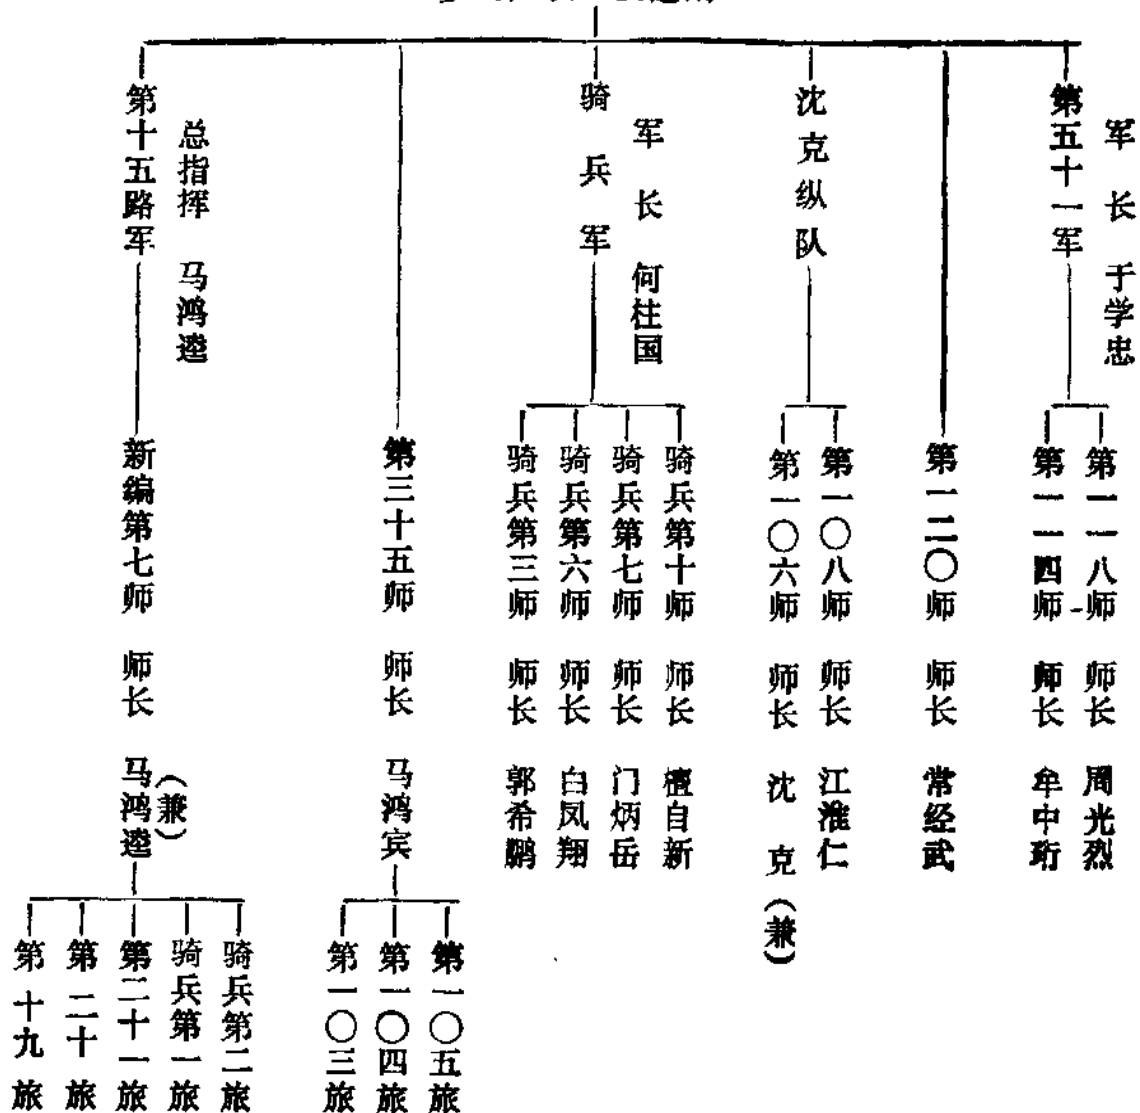 第十五路军
总指挥 马鸿逵
骑兵军
军长 何柱国
沈克纵队
第五十一军
军长 于学忠
新编第七师 师长 马鸿逵
（兼）
第三十五师 师长 马鸿宾
骑兵第三师 师长 郭希鹏
骑兵第六师 师长 白凤翔
骑兵第七师 师长 门炳岳
骑兵第十师 师长 檀自新
第一〇六师 师长 沈克（兼）
第一〇八师 师长 江淮仁
第一二〇师 师长 常经武
第一一四师 师长 牟中珩
第一一八师 师长 周光烈
第十九旅
第二十旅
第二十一旅
骑兵第一旅
骑兵第二旅
第一〇三旅
第一〇四旅
第一〇五旅